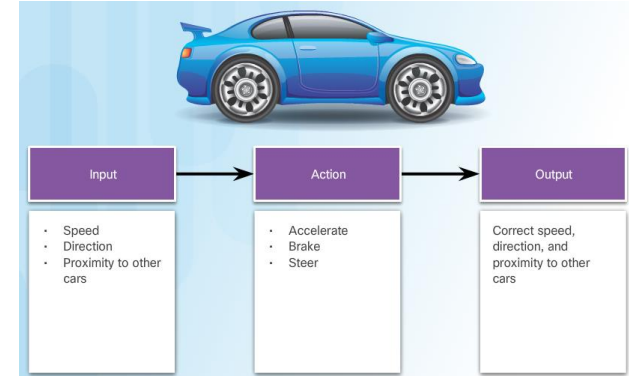 Input
Action
Output
· Speed
· Direction
· Proximity to other
cars
· Accelerate
· Brake
· Steer
Correct speed,
direction, and
proximity to other
cars